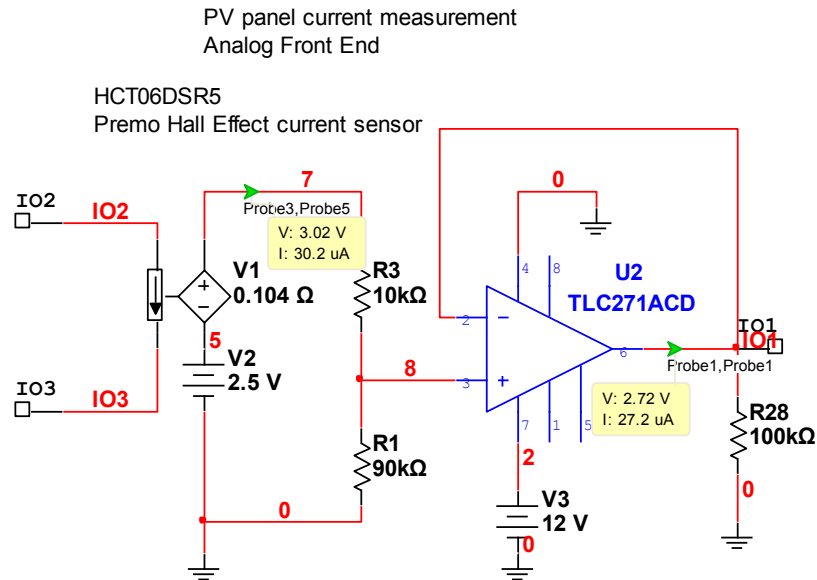 PV panel current measurement
Analog Front End
HCT06DSR5
Premo Hall Effect current sensor
7
0
IO2
IO2
Probe3,Probe5
V: 3.02 V
I: 30.2 uA
4
8
U2
TLC271ACD
V1
0.104 Ω
R3
10kΩ
2
6
IO1
IO1
5
V2
2.5 V
8
3
Probe1,Probe1
V: 2.72 V
I: 27.2 uA
IO3
IO3
7
1
5
R28
100kΩ
R1
90kΩ
2
0
V3
12 V
0
0